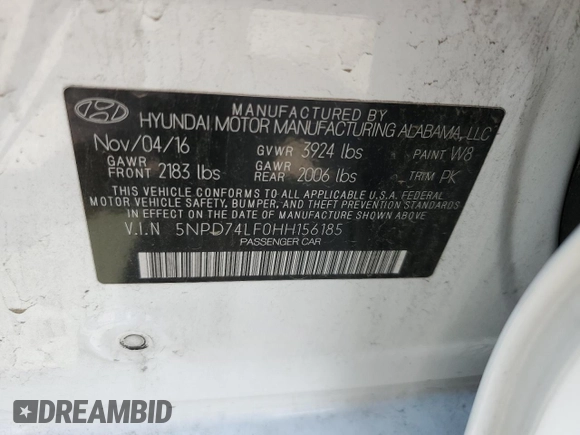 MANUFACTURED BY
HYUNDAI MOTOR MANUFACTURING ALABAMA, LLC
Nov/04/16 GVWR 3924 lbs PAINT W8
GAWR FRONT 2183 lbs GAWR REAR 2006 lbs TRIM PK
THIS VEHICLE CONFORMS TO ALL APPLICABLE U.S.A. FEDERAL
MOTOR VEHICLE SAFETY, BUMPER, AND THEFT PREVENTION STANDARDS
IN EFFECT ON THE DATE OF MANUFACTURE SHOWN ABOVE.
V.I.N 5NPD74LF0HH156185
PASSENGER CAR
DREAMBID